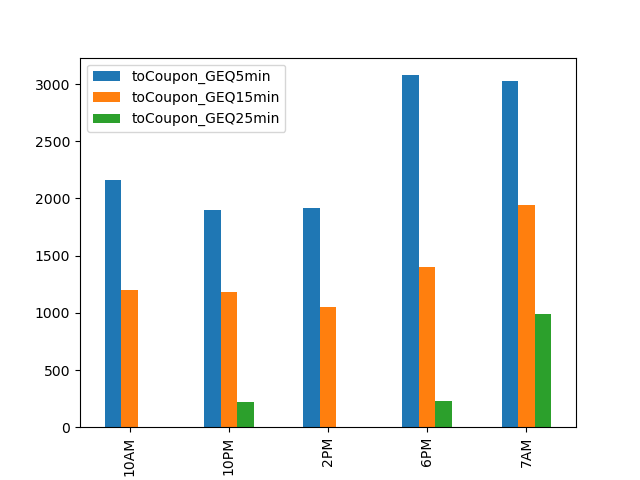 toCoupon_GEQ5min
toCoupon_GEQ15min
toCoupon_GEQ25min
3000
2500
2000
1500
1000
500
0
10AM
10PM
2PM
6PM
7AM